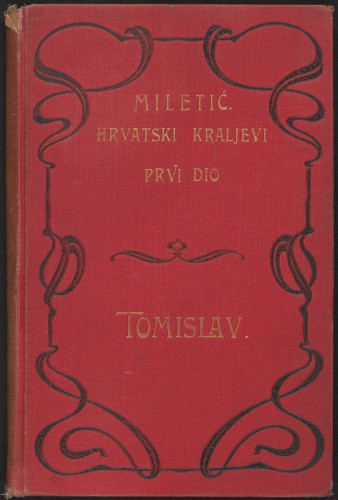 MILETIĆ.
HRVATSKI KRALJEVI
PRVI DIO
TOMISLAV.